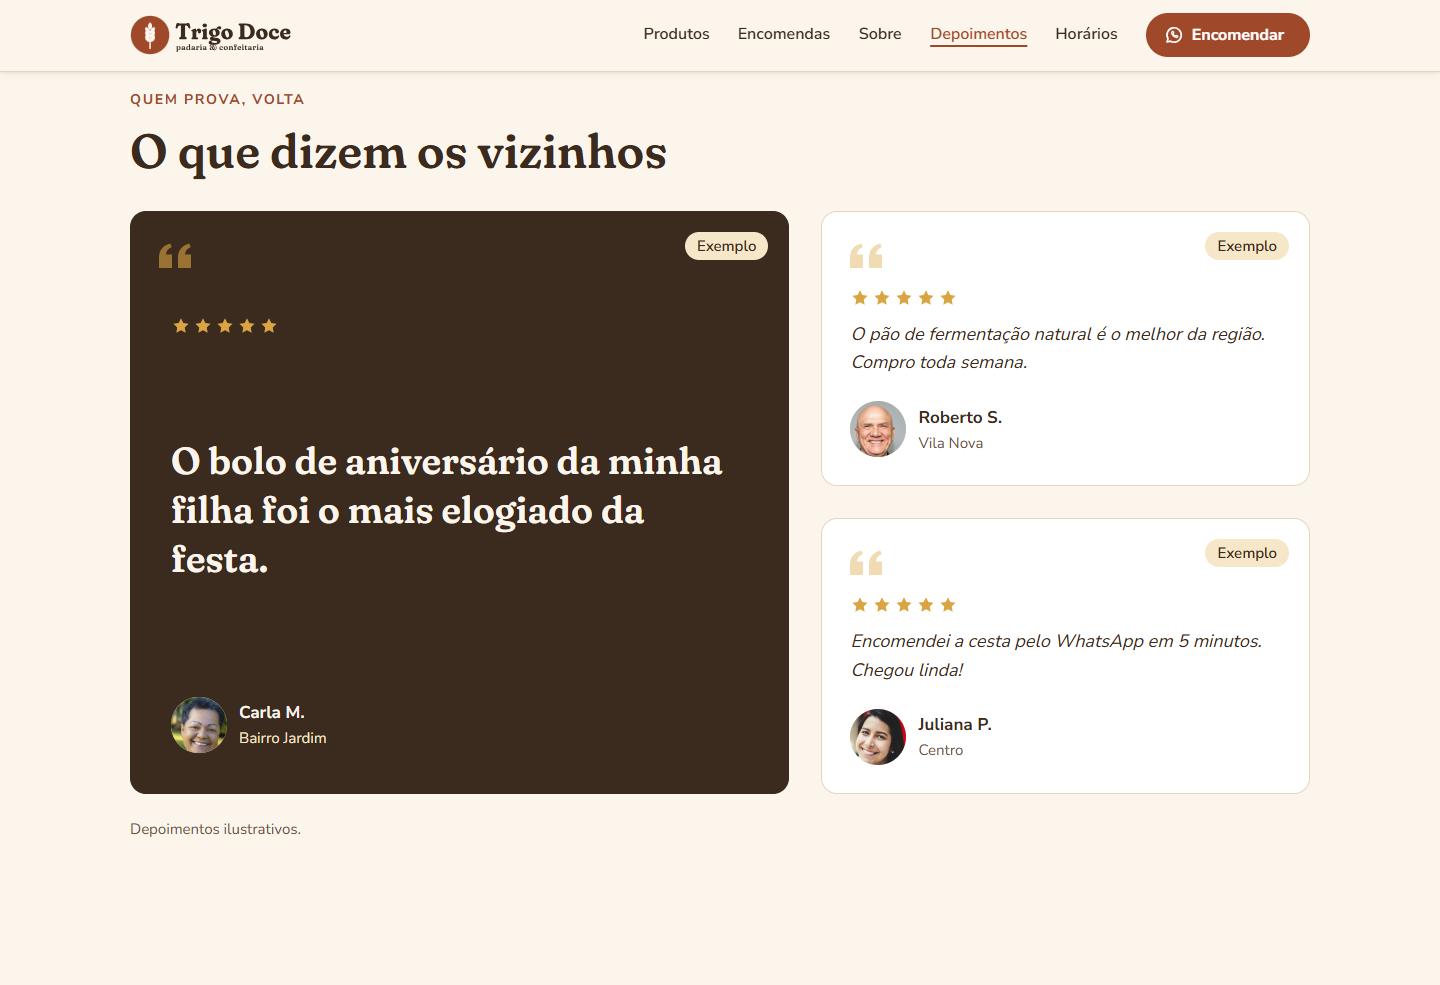 Trigo Doce
padaria & confeitaria
Produtos
Encomendas
Sobre
Depoimentos
Horários
Encomendar
QUEM PROVA, VOLTA
O que dizem os vizinhos
Exemplo
O bolo de aniversário da minha
filha foi o mais elogiado da
festa.
Carla M.
Bairro Jardim
Exemplo
O pão de fermentação natural é o melhor da região.
Compro toda semana.
Roberto S.
Vila Nova
Exemplo
Encomendei a cesta pelo WhatsApp em 5 minutos.
Chegou linda!
Juliana P.
Centro
Depoimentos ilustrativos.